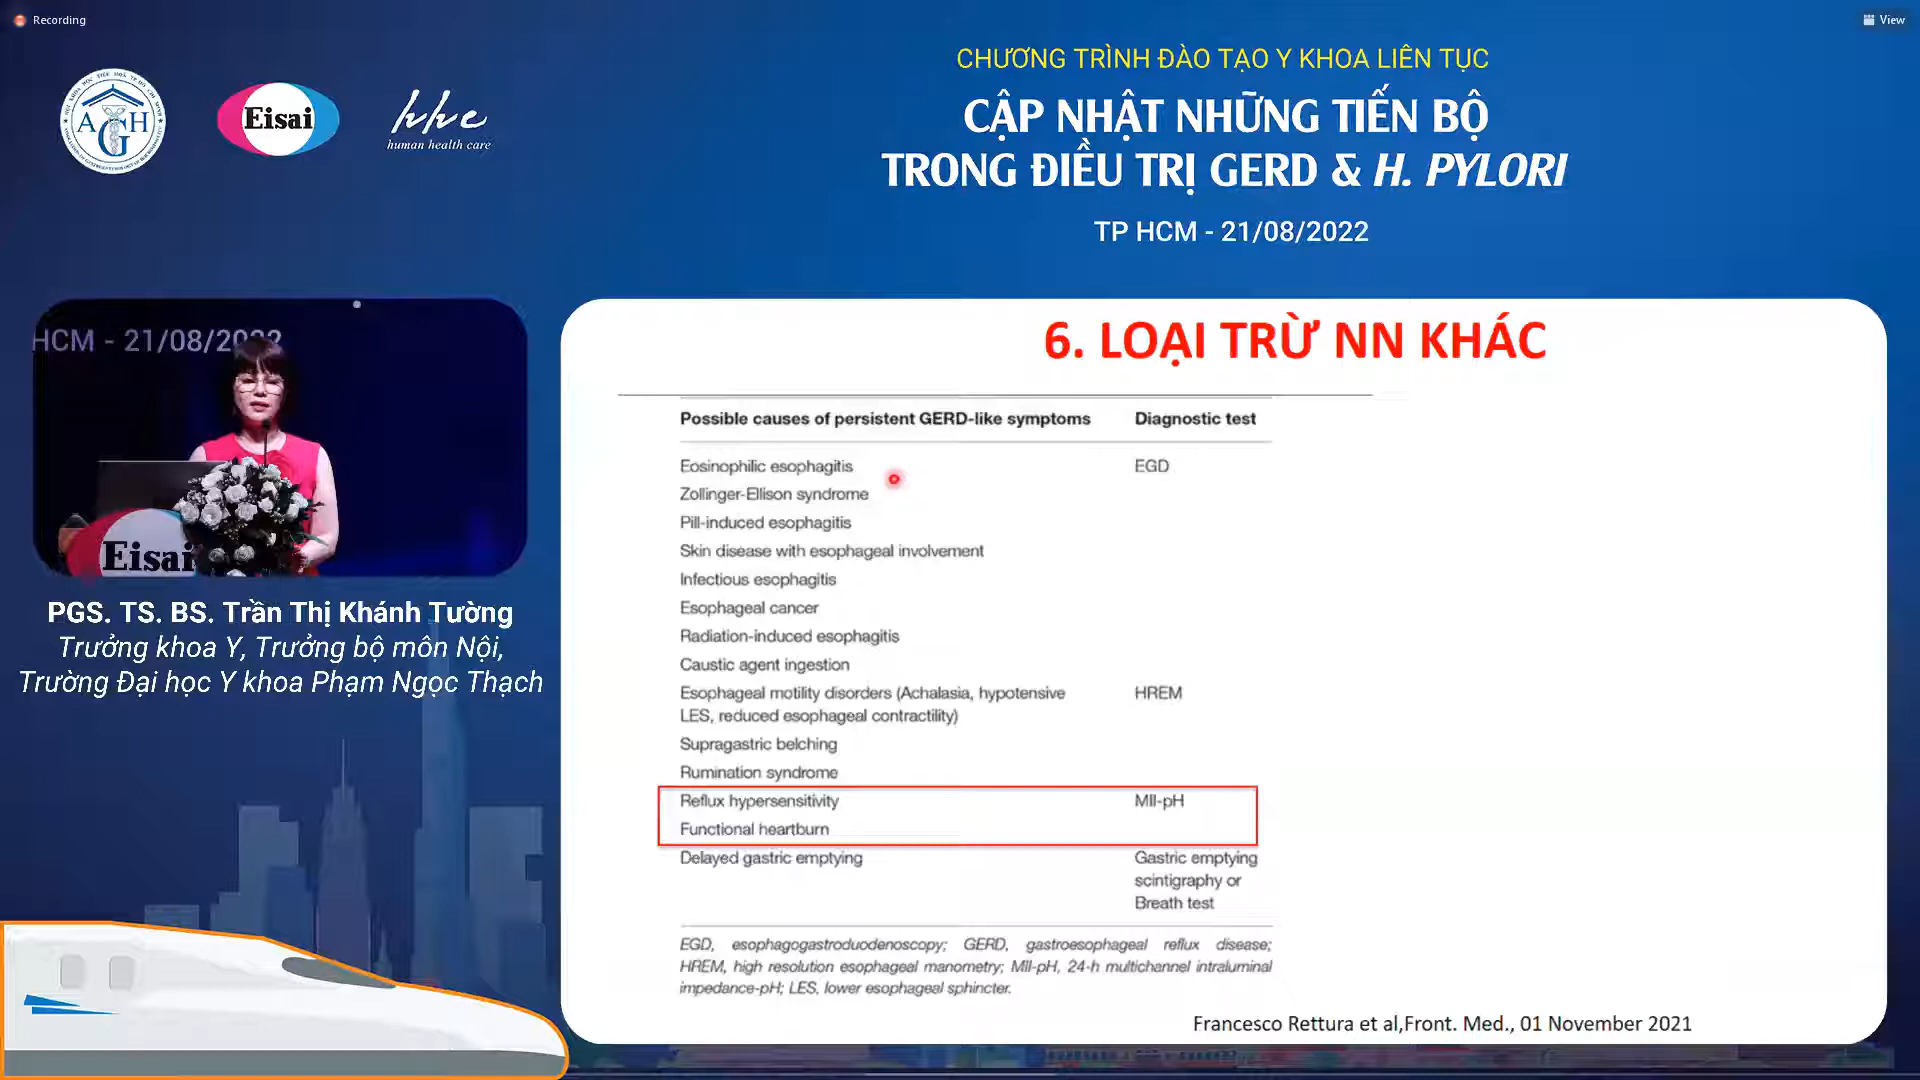 Recording
View
CHƯƠNG TRÌNH ĐÀO TẠO Y KHOA LIÊN TỤC
CẬP NHẬT NHỮNG TIẾN BỘ
TRONG ĐIỀU TRỊ GERD & H. PYLORI
TP HCM - 21/08/2022
AGH
Eisai
hhc
human health care
HCM - 21/08/2022
Eisai
PGS. TS. BS. Trần Thị Khánh Tường
Trưởng khoa Y, Trưởng bộ môn Nội,
Trường Đại học Y khoa Phạm Ngọc Thạch
6. LOẠI TRỪ NN KHÁC
Possible causes of persistent GERD-like symptoms Diagnostic test
Eosinophilic esophagitis EGD
Zollinger-Ellison syndrome
Pill-induced esophagitis
Skin disease with esophageal involvement
Infectious esophagitis
Esophageal cancer
Radiation-induced esophagitis
Caustic agent ingestion
Esophageal motility disorders (Achalasia, hypotensive HREM
LES, reduced esophageal contractility)
Supragastric belching
Rumination syndrome
Reflux hypersensitivity MII-pH
Functional heartburn
Delayed gastric emptying Gastric emptying
scintigraphy or
Breath test
EGD, esophagogastroduodenoscopy; GERD, gastroesophageal reflux disease;
HREM, high resolution esophageal manometry; MII-pH, 24-h multichannel intraluminal
impedance-pH; LES, lower esophageal sphincter.
Francesco Rettura et al,Front. Med., 01 November 2021